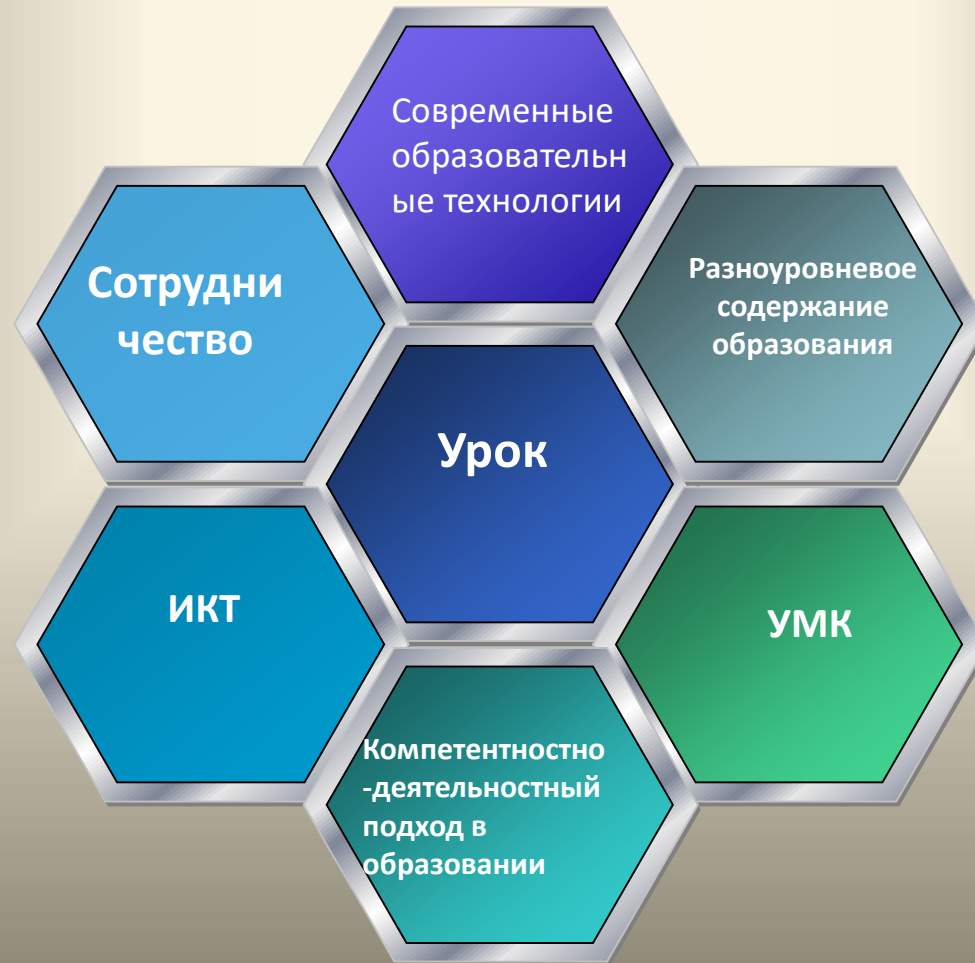 Современные
образовательн
ые технологии
Сотрудни
чество
Разноуровневое
содержание
образования
Урок
ИКТ
УМК
Компетентностно
-деятельностный
подход в
образовании